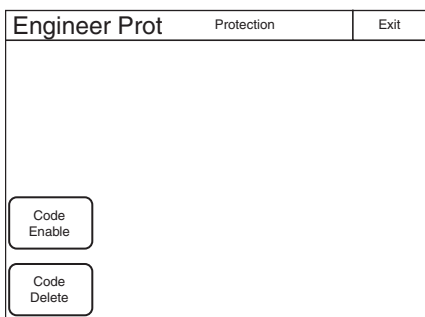 Engineer Prot Protection Exit
Code
Enable
Code
Delete